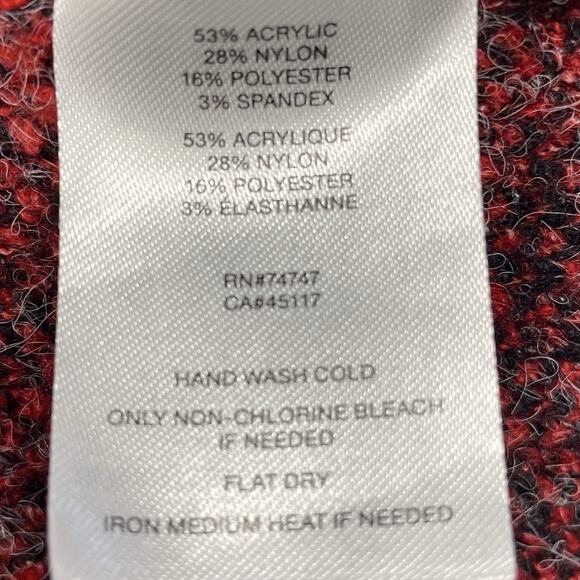 53% ACRYLIC
28% NYLON
16% POLYESTER
3% SPANDEX
53% ACRYLIQUE
28% NYLON
16% POLYESTER
3% ÉLASTHANNE
RN#74747
CA#45117
HAND WASH COLD
ONLY NON-CHLORINE BLEACH
IF NEEDED
FLAT DRY
IRON MEDIUM HEAT IF NEEDED